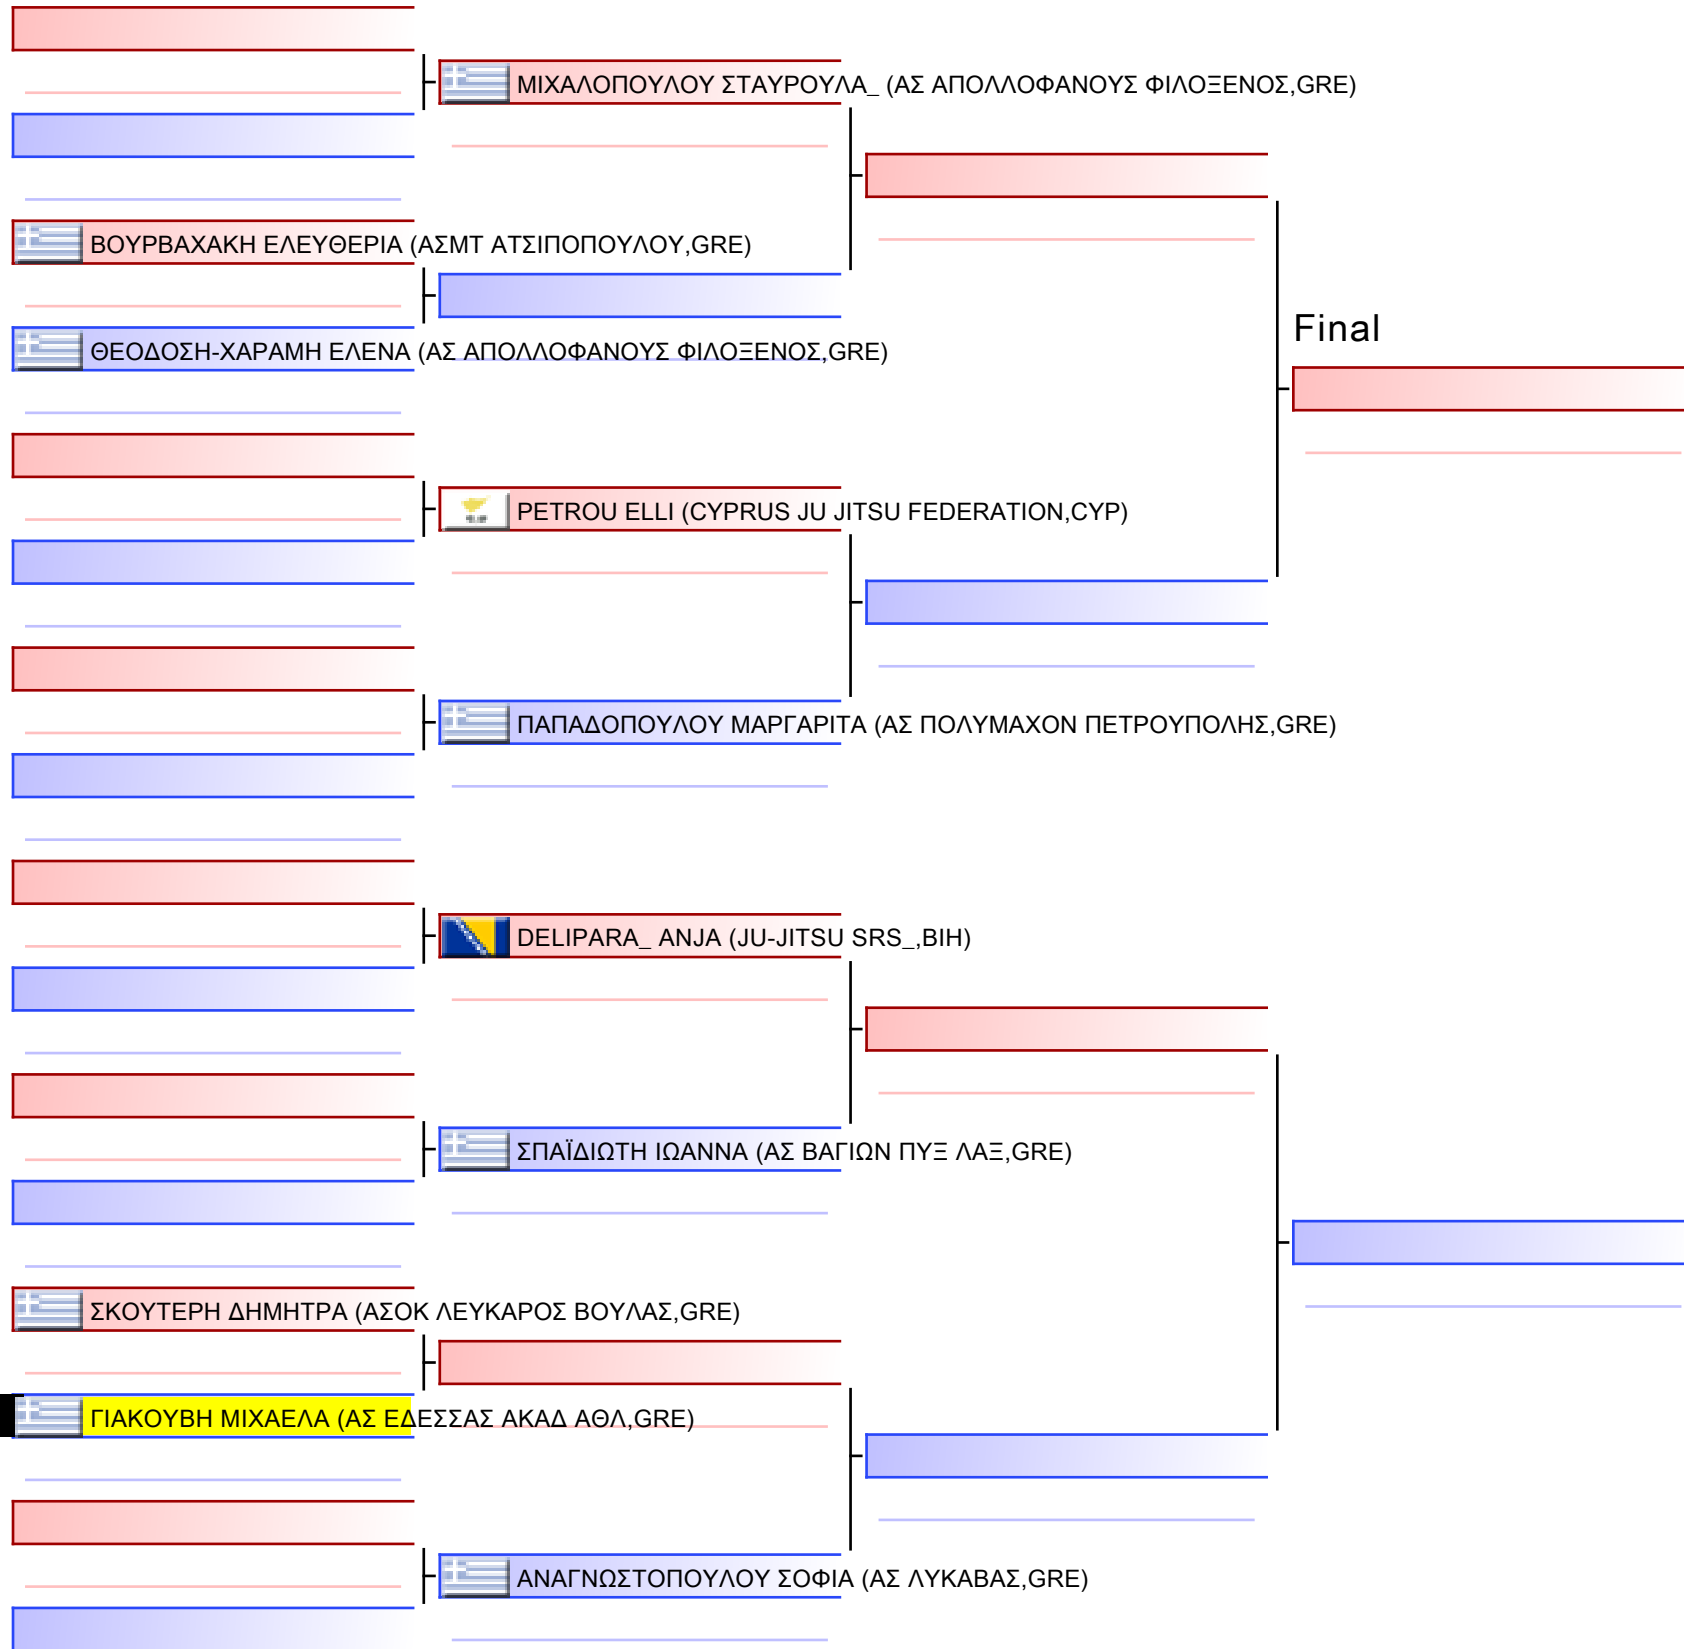 ΜΙΧΑΛΟΠΟΥΛΟΥ ΣΤΑΥΡΟΥΛΑ_ (ΑΣ ΑΠΟΛΛΟΦΑΝΟΥΣ ΦΙΛΟΞΕΝΟΣ,GRE)
ΒΟΥΡΒΑΧΑΚΗ ΕΛΕΥΘΕΡΙΑ (ΑΣΜΤ ΑΤΣΙΠΟΠΟΥΛΟΥ,GRE)
Final
ΘΕΟΔΟΣΗ-ΧΑΡΑΜΗ ΕΛΕΝΑ (ΑΣ ΑΠΟΛΛΟΦΑΝΟΥΣ ΦΙΛΟΞΕΝΟΣ,GRE)
PETROU ELLI (CYPRUS JU JITSU FEDERATION,CYP)
ΠΑΠΑΔΟΠΟΥΛΟΥ ΜΑΡΓΑΡΙΤΑ (ΑΣ ΠΟΛΥΜΑΧΟΝ ΠΕΤΡΟΥΠΟΛΗΣ,GRE)
DELIPARA_ ANJA (JU-JITSU SRS_,BIH)
ΣΠΑΪΔΙΩΤΗ ΙΩΑΝΝΑ (ΑΣ ΒΑΓΙΩΝ ΠΥΞ ΛΑΞ,GRE)
ΣΚΟΥΤΕΡΗ ΔΗΜΗΤΡΑ (ΑΣΟΚ ΛΕΥΚΑΡΟΣ ΒΟΥΛΑΣ,GRE)
ΓΙΑΚΟΥΒΗ ΜΙΧΑΕΛΑ (ΑΣ ΕΔΕΣΣΑΣ ΑΚΑΔ ΑΘΛ,GRE)
ΑΝΑΓΝΩΣΤΟΠΟΥΛΟΥ ΣΟΦΙΑ (ΑΣ ΛΥΚΑΒΑΣ,GRE)